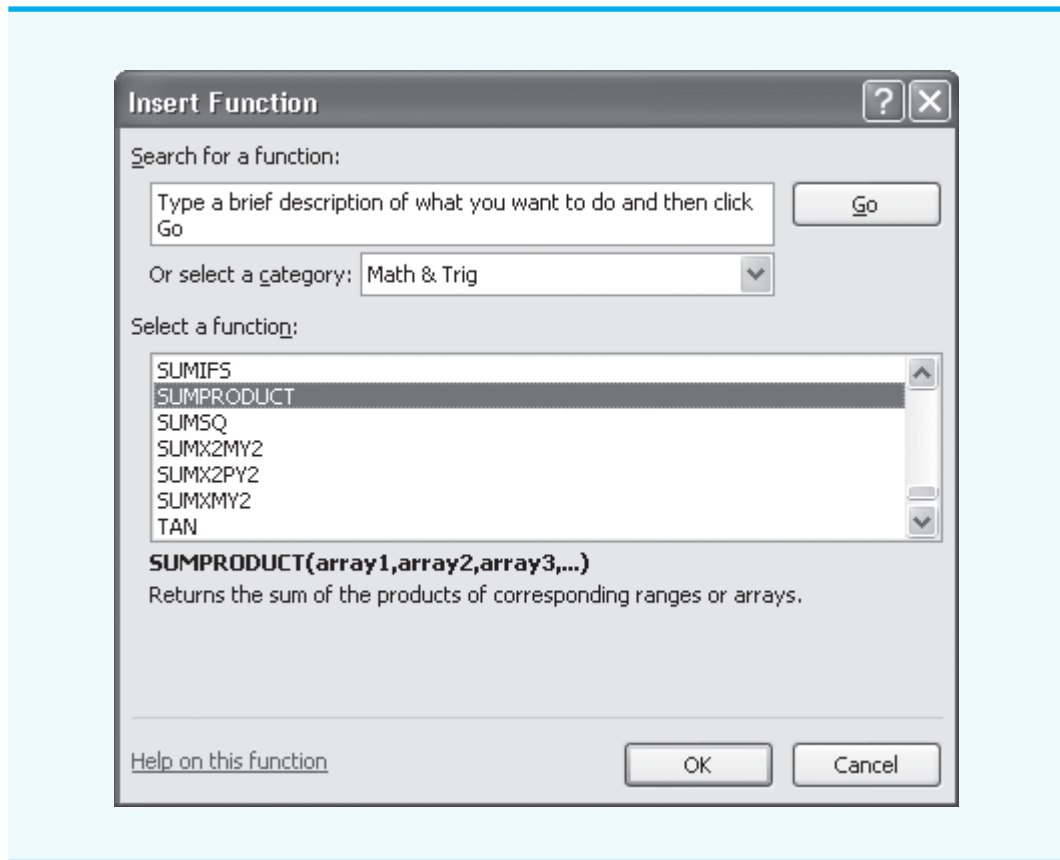 Insert Function
Search for a function:
Type a brief description of what you want to do and then click
Go
Go
Or select a category: Math & Trig
Select a function:
SUMIFS
SUMPRODUCT
SUMSQ
SUMX2MY2
SUMX2PY2
SUMXMY2
TAN
SUMPRODUCT(array1,array2,array3,...)
Returns the sum of the products of corresponding ranges or arrays.
Help on this function
OK
Cancel